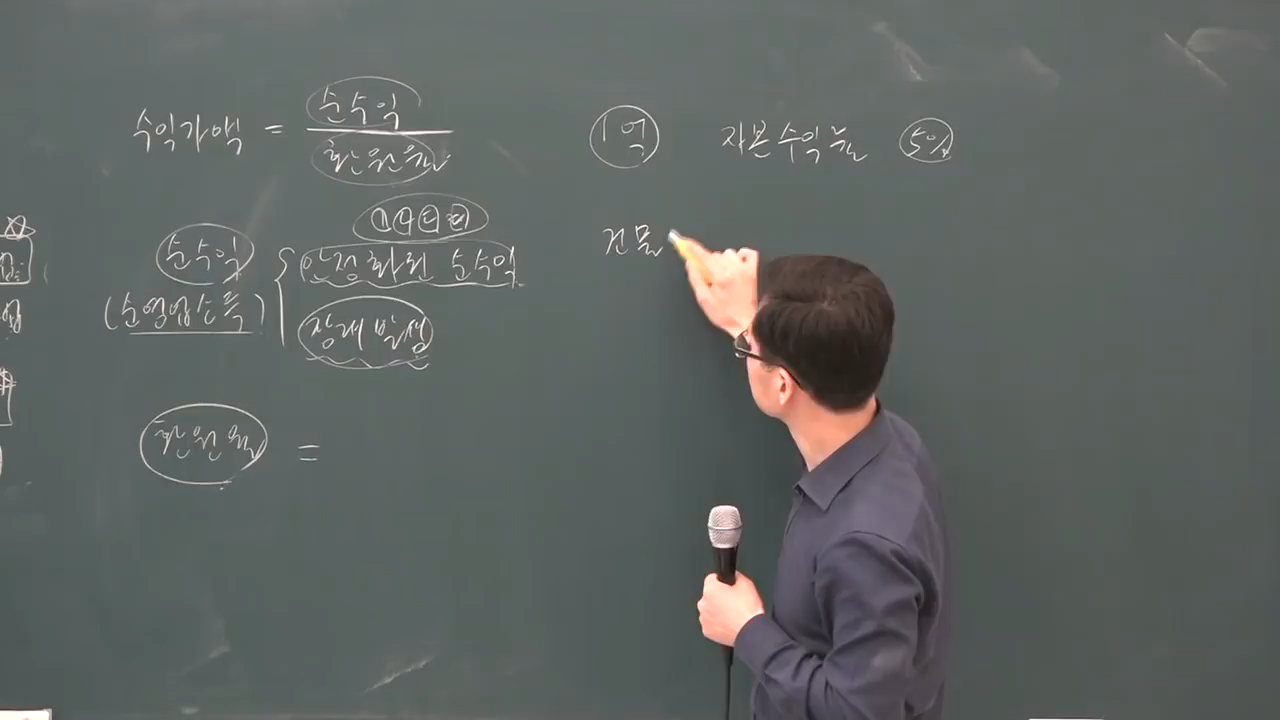 수익가액 = 순수익
환원율
1억 자본수익률 5%
건물
순수익
(순영업소득)
안정화된 순수익
장래 발생
환원율 =